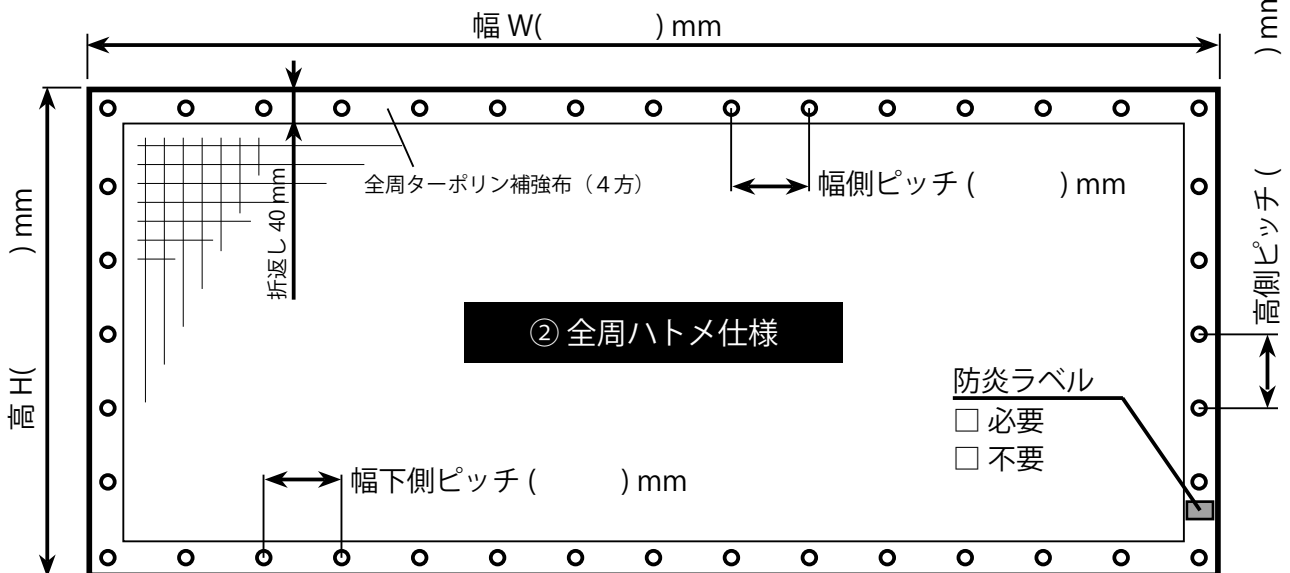 幅 W(　　　) mm
全周ターポリン補強布（４方）
折返し 40 mm
幅側ピッチ (　　　) mm
高 H(　　　) mm
高側ピッチ (　　　) mm
② 全周ハトメ仕様
防炎ラベル
□ 必要
□ 不要
幅下側ピッチ (　　　) mm